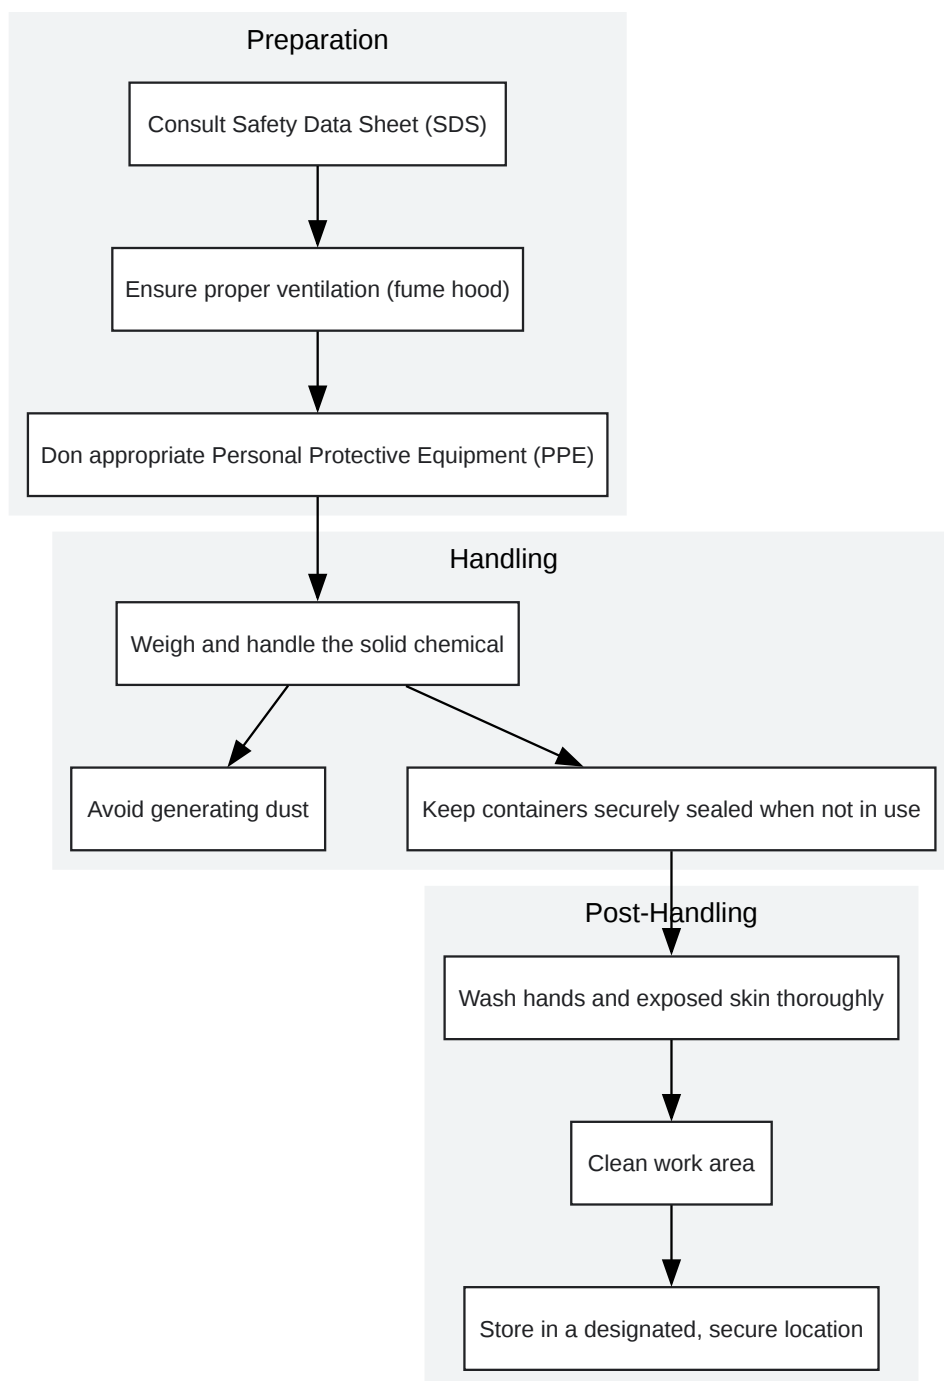 Preparation
Consult Safety Data Sheet (SDS)
Ensure proper ventilation (fume hood)
Don appropriate Personal Protective Equipment (PPE)
Handling
Weigh and handle the solid chemical
Avoid generating dust
Keep containers securely sealed when not in use
Post-Handling
Wash hands and exposed skin thoroughly
Clean work area
Store in a designated, secure location